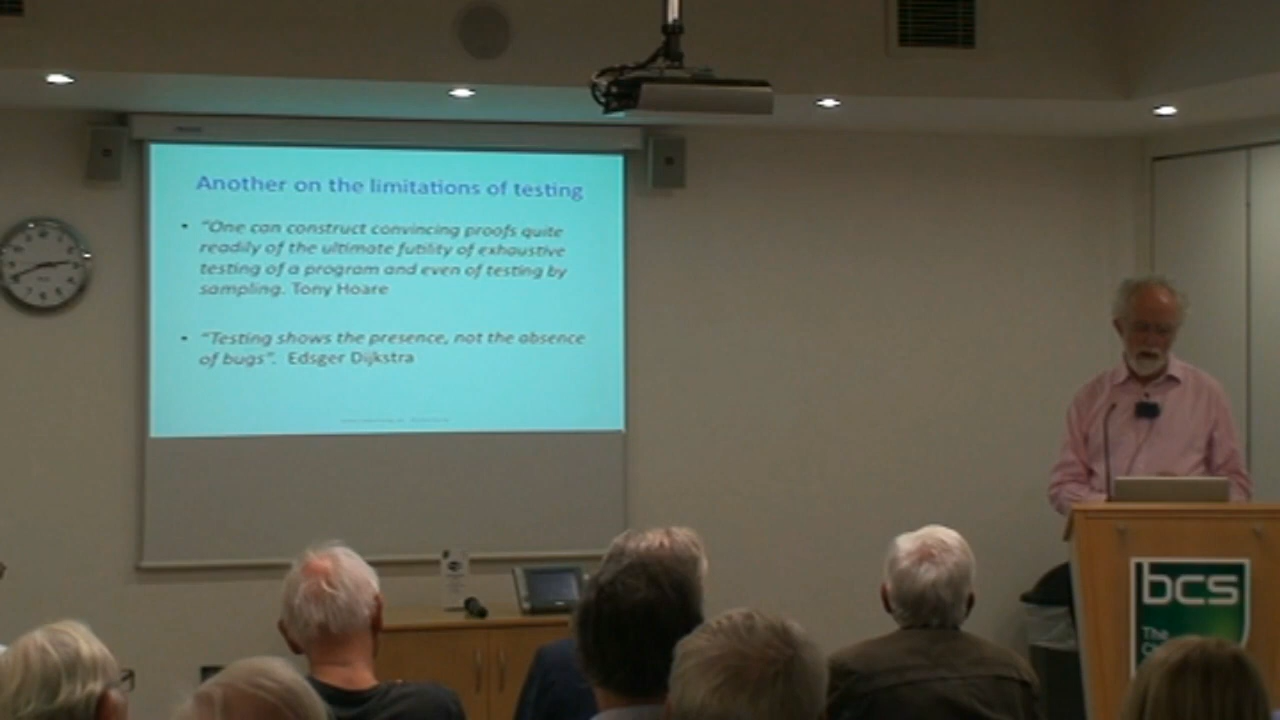 Another on the limitations of testing
• "One can construct convincing proofs quite
readily of the ultimate futility of exhaustive
testing of a program and even of testing by
sampling. Tony Hoare
• "Testing shows the presence, not the absence
of bugs". Edsger Dijkstra
bcs
The